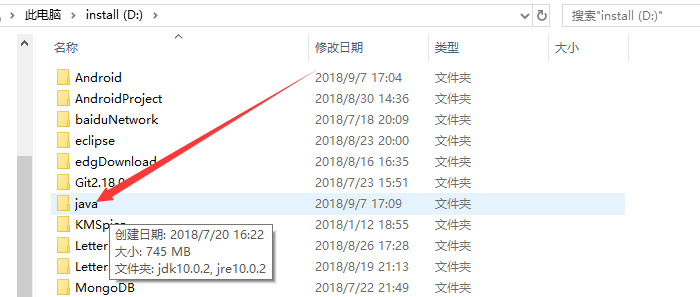 此电脑 > install (D:) >
搜索"install (D:)"
名称 修改日期 类型 大小
Android 2018/9/7 17:04 文件夹
AndroidProject 2018/8/30 14:36 文件夹
baiduNetwork 2018/7/18 20:09 文件夹
eclipse 2018/8/23 20:00 文件夹
edgDownload 2018/8/16 16:35 文件夹
Git2.18.0 2018/7/23 15:51 文件夹
java 2018/9/7 17:09 文件夹
KMSpico 2018/1/12 18:55 文件夹
Letter 2018/8/26 17:28 文件夹
Letter 2018/8/19 21:13 文件夹
MongoDB 2018/7/22 21:49 文件夹
创建日期: 2018/7/20 16:22
大小: 745 MB
文件夹: jdk10.0.2, jre10.0.2